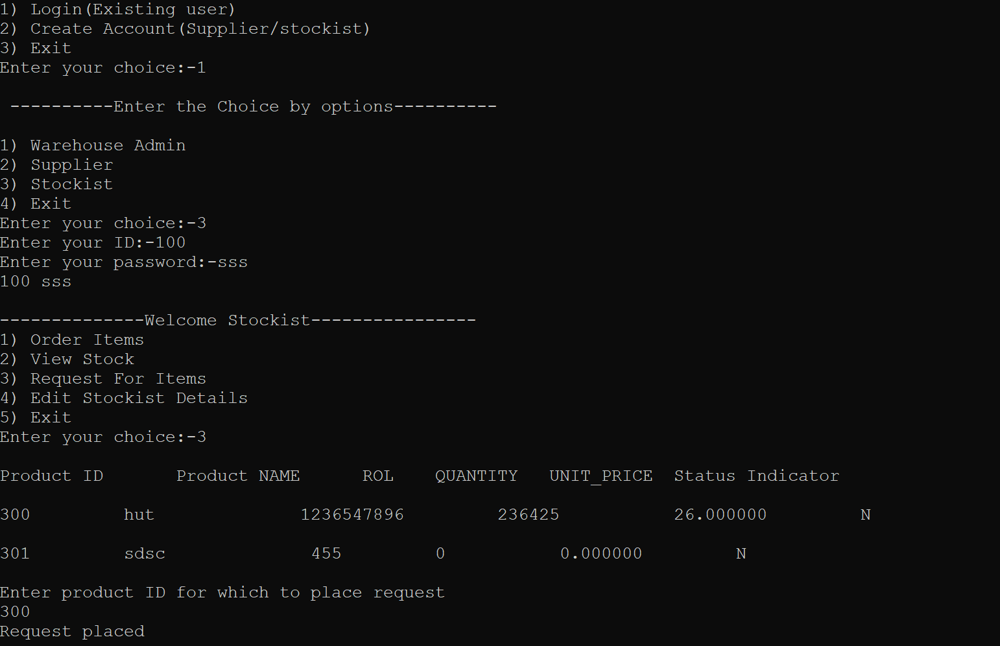 1) Login(Existing user)
2) Create Account(Supplier/stockist)
3) Exit
Enter your choice:-1
----------Enter the Choice by options----------
1) Warehouse Admin
2) Supplier
3) Stockist
4) Exit
Enter your choice:-3
Enter your ID:-100
Enter your password:-sss
100 sss
--------------Welcome Stockist----------------
1) Order Items
2) View Stock
3) Request For Items
4) Edit Stockist Details
5) Exit
Enter your choice:-3
Product ID       Product NAME      ROL    QUANTITY   UNIT_PRICE  Status Indicator
300         hut              1236547896         236425           26.000000         N
301         sdsc              455         0           0.000000         N
Enter product ID for which to place request
300
Request placed